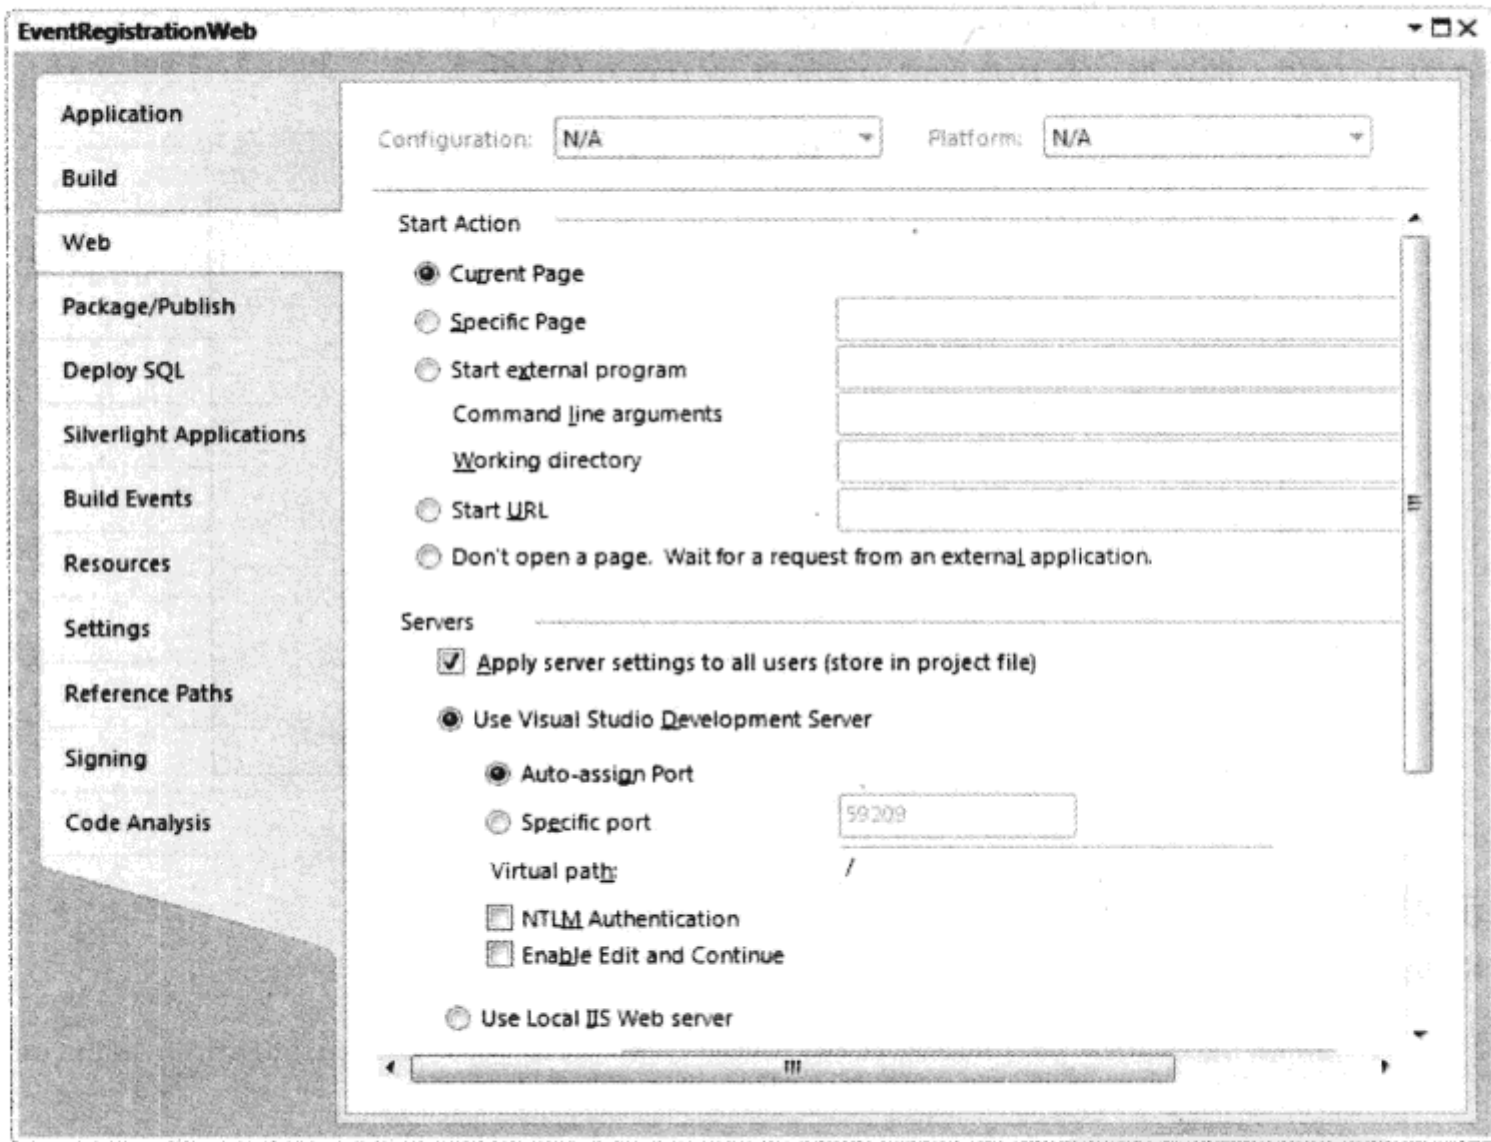 EventRegistrationWeb
Application
Build
Web
Package/Publish
Deploy SQL
Silverlight Applications
Build Events
Resources
Settings
Reference Paths
Signing
Code Analysis
Configuration: N/A Platform: N/A
Start Action
Current Page
Specific Page
Start external program
Command line arguments
Working directory
Start URL
Don't open a page. Wait for a request from an external application.
Servers
Apply server settings to all users (store in project file)
Use Visual Studio Development Server
Auto-assign Port
Specific port 59209
Virtual path: /
NTLM Authentication
Enable Edit and Continue
Use Local IIS Web server